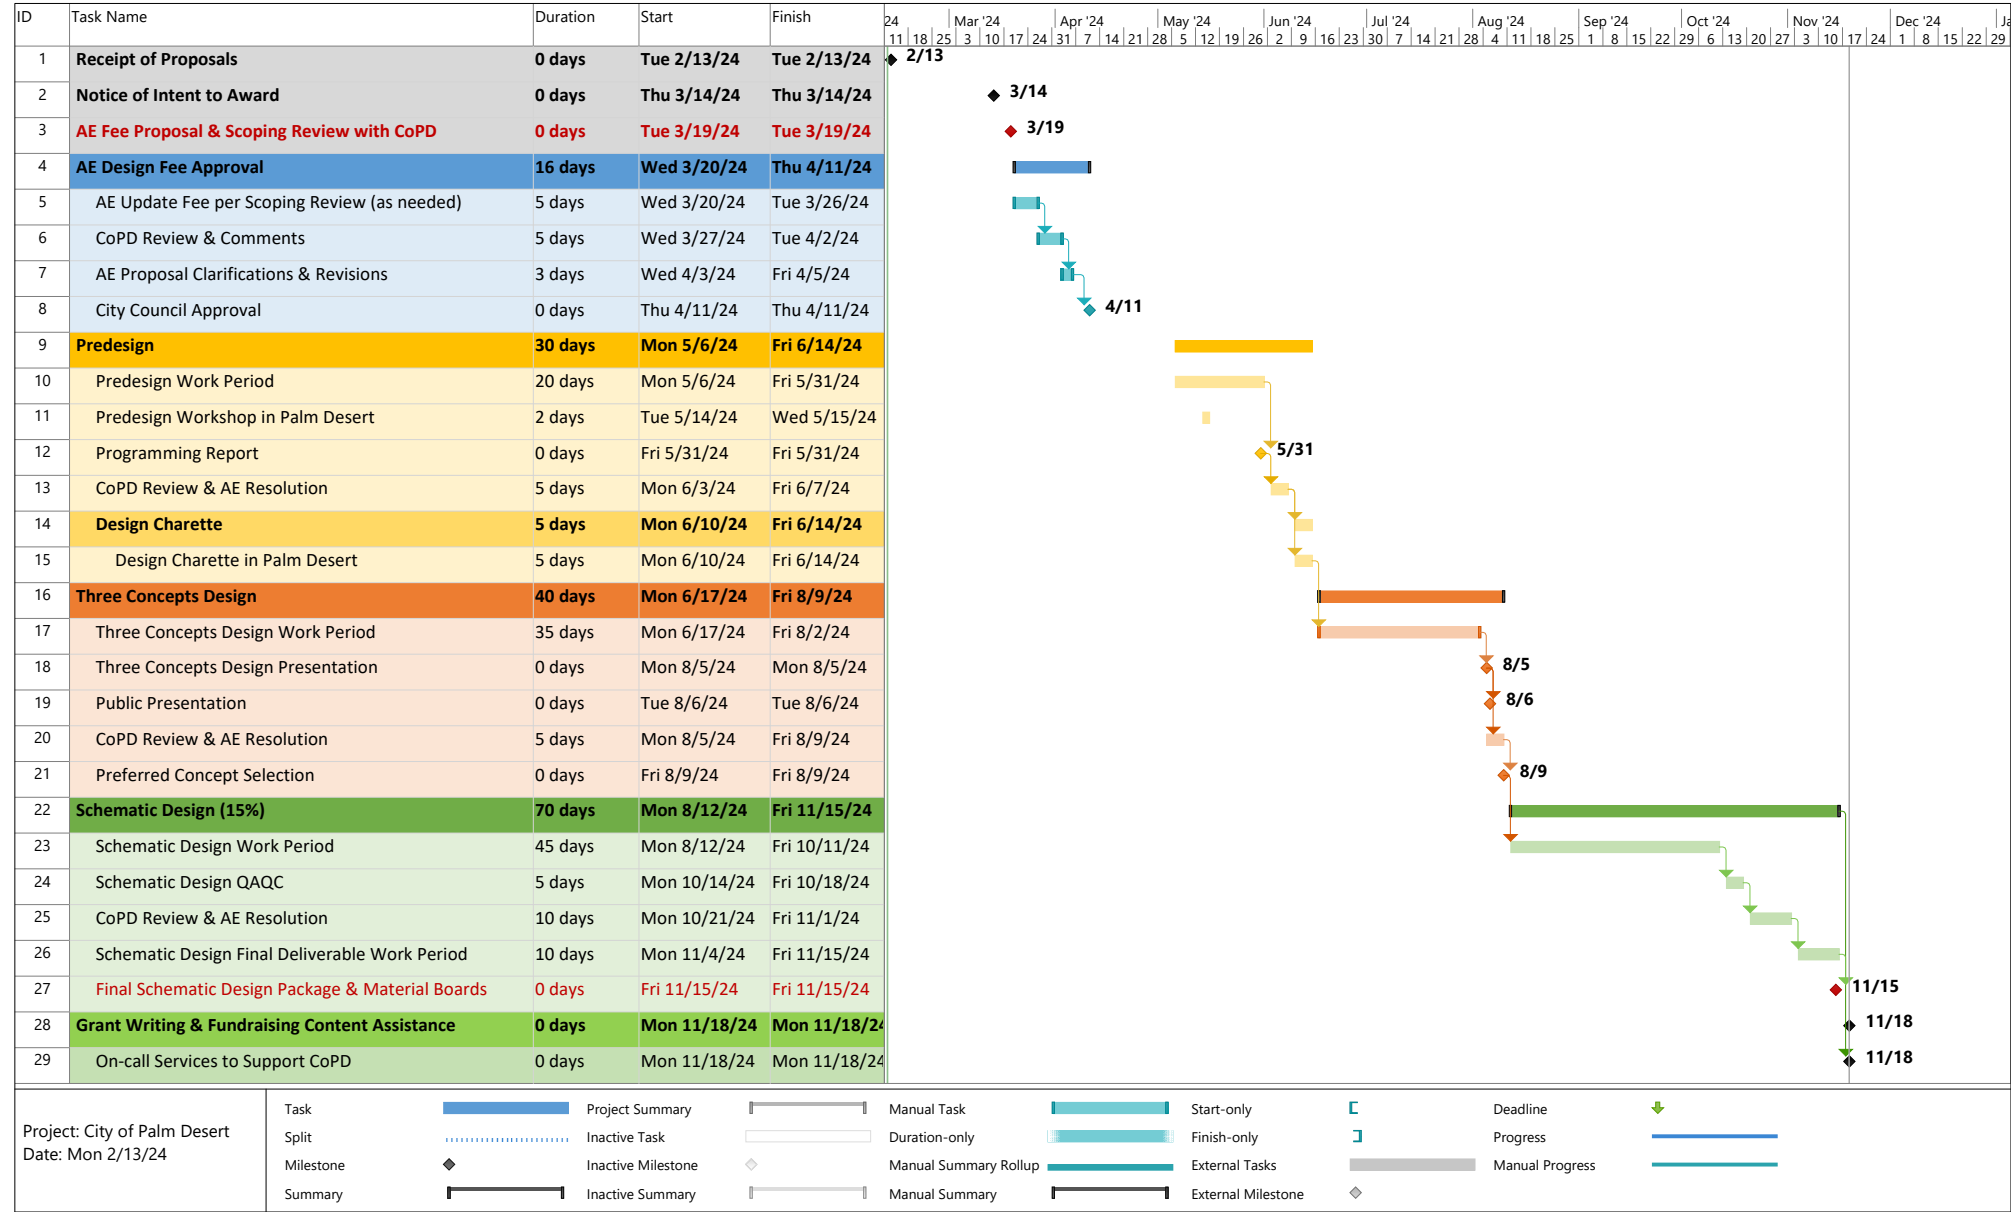 ID Task Name Duration Start Finish
24 Mar '24 Apr '24 May '24 Jun '24 Jul '24 Aug '24 Sep '24 Oct '24 Nov '24 Dec '24 Ja
11 18 25 3 10 17 24 31 7 14 21 28 5 12 19 26 2 9 16 23 30 7 14 21 28 4 11 18 25 1 8 15 22 29 6 13 20 27 3 10 17 24 1 8 15 22 29
1 Receipt of Proposals 0 days Tue 2/13/24 Tue 2/13/24 2/13
2 Notice of Intent to Award 0 days Thu 3/14/24 Thu 3/14/24 3/14
3 AE Fee Proposal & Scoping Review with CoPD 0 days Tue 3/19/24 Tue 3/19/24 3/19
4 AE Design Fee Approval 16 days Wed 3/20/24 Thu 4/11/24
5 AE Update Fee per Scoping Review (as needed) 5 days Wed 3/20/24 Tue 3/26/24
6 CoPD Review & Comments 5 days Wed 3/27/24 Tue 4/2/24
7 AE Proposal Clarifications & Revisions 3 days Wed 4/3/24 Fri 4/5/24
8 City Council Approval 0 days Thu 4/11/24 Thu 4/11/24 4/11
9 Predesign 30 days Mon 5/6/24 Fri 6/14/24
10 Predesign Work Period 20 days Mon 5/6/24 Fri 5/31/24
11 Predesign Workshop in Palm Desert 2 days Tue 5/14/24 Wed 5/15/24
12 Programming Report 0 days Fri 5/31/24 Fri 5/31/24 5/31
13 CoPD Review & AE Resolution 5 days Mon 6/3/24 Fri 6/7/24
14 Design Charette 5 days Mon 6/10/24 Fri 6/14/24
15 Design Charette in Palm Desert 5 days Mon 6/10/24 Fri 6/14/24
16 Three Concepts Design 40 days Mon 6/17/24 Fri 8/9/24
17 Three Concepts Design Work Period 35 days Mon 6/17/24 Fri 8/2/24
18 Three Concepts Design Presentation 0 days Mon 8/5/24 Mon 8/5/24 8/5
19 Public Presentation 0 days Tue 8/6/24 Tue 8/6/24 8/6
20 CoPD Review & AE Resolution 5 days Mon 8/5/24 Fri 8/9/24
21 Preferred Concept Selection 0 days Fri 8/9/24 Fri 8/9/24 8/9
22 Schematic Design (15%) 70 days Mon 8/12/24 Fri 11/15/24
23 Schematic Design Work Period 45 days Mon 8/12/24 Fri 10/11/24
24 Schematic Design QAQC 5 days Mon 10/14/24 Fri 10/18/24
25 CoPD Review & AE Resolution 10 days Mon 10/21/24 Fri 11/1/24
26 Schematic Design Final Deliverable Work Period 10 days Mon 11/4/24 Fri 11/15/24
27 Final Schematic Design Package & Material Boards 0 days Fri 11/15/24 Fri 11/15/24 11/15
28 Grant Writing & Fundraising Content Assistance 0 days Mon 11/18/24 Mon 11/18/24 11/18
29 On-call Services to Support CoPD 0 days Mon 11/18/24 Mon 11/18/24 11/18
Project: City of Palm Desert
Date: Mon 2/13/24
Task Project Summary Manual Task Start-only Deadline
Split Inactive Task Duration-only Finish-only Progress
Milestone Inactive Milestone Manual Summary Rollup External Tasks Manual Progress
Summary Inactive Summary Manual Summary External Milestone